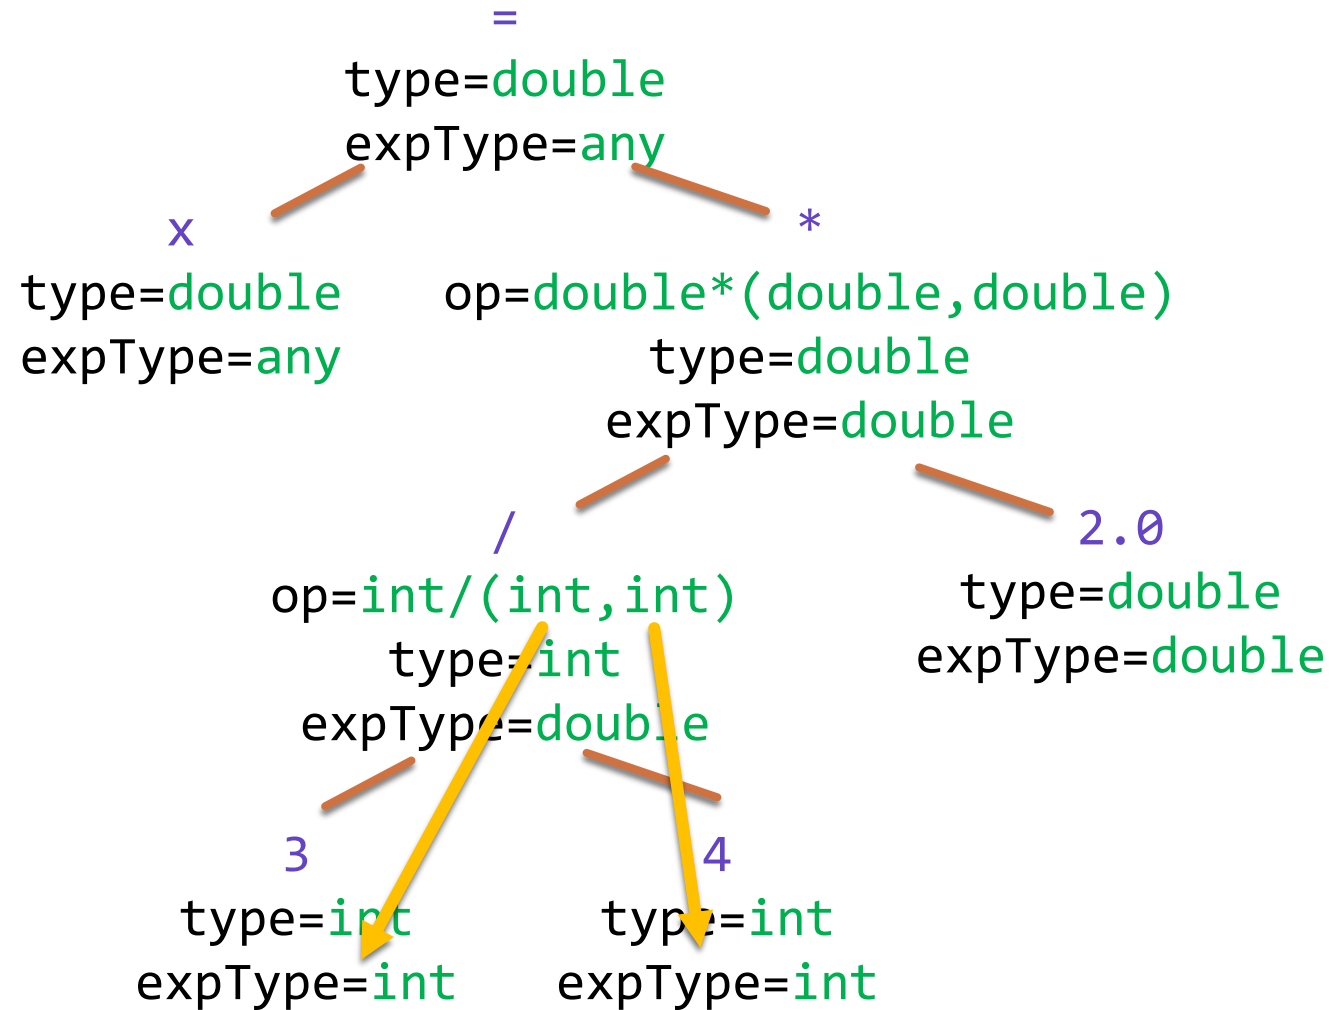 =
type=double
expType=any
x
type=double
expType=any
*
op=double*(double,double)
type=double
expType=double
/
op=int/(int,int)
type=int
expType=double
2.0
type=double
expType=double
3
type=int
expType=int
4
type=int
expType=int